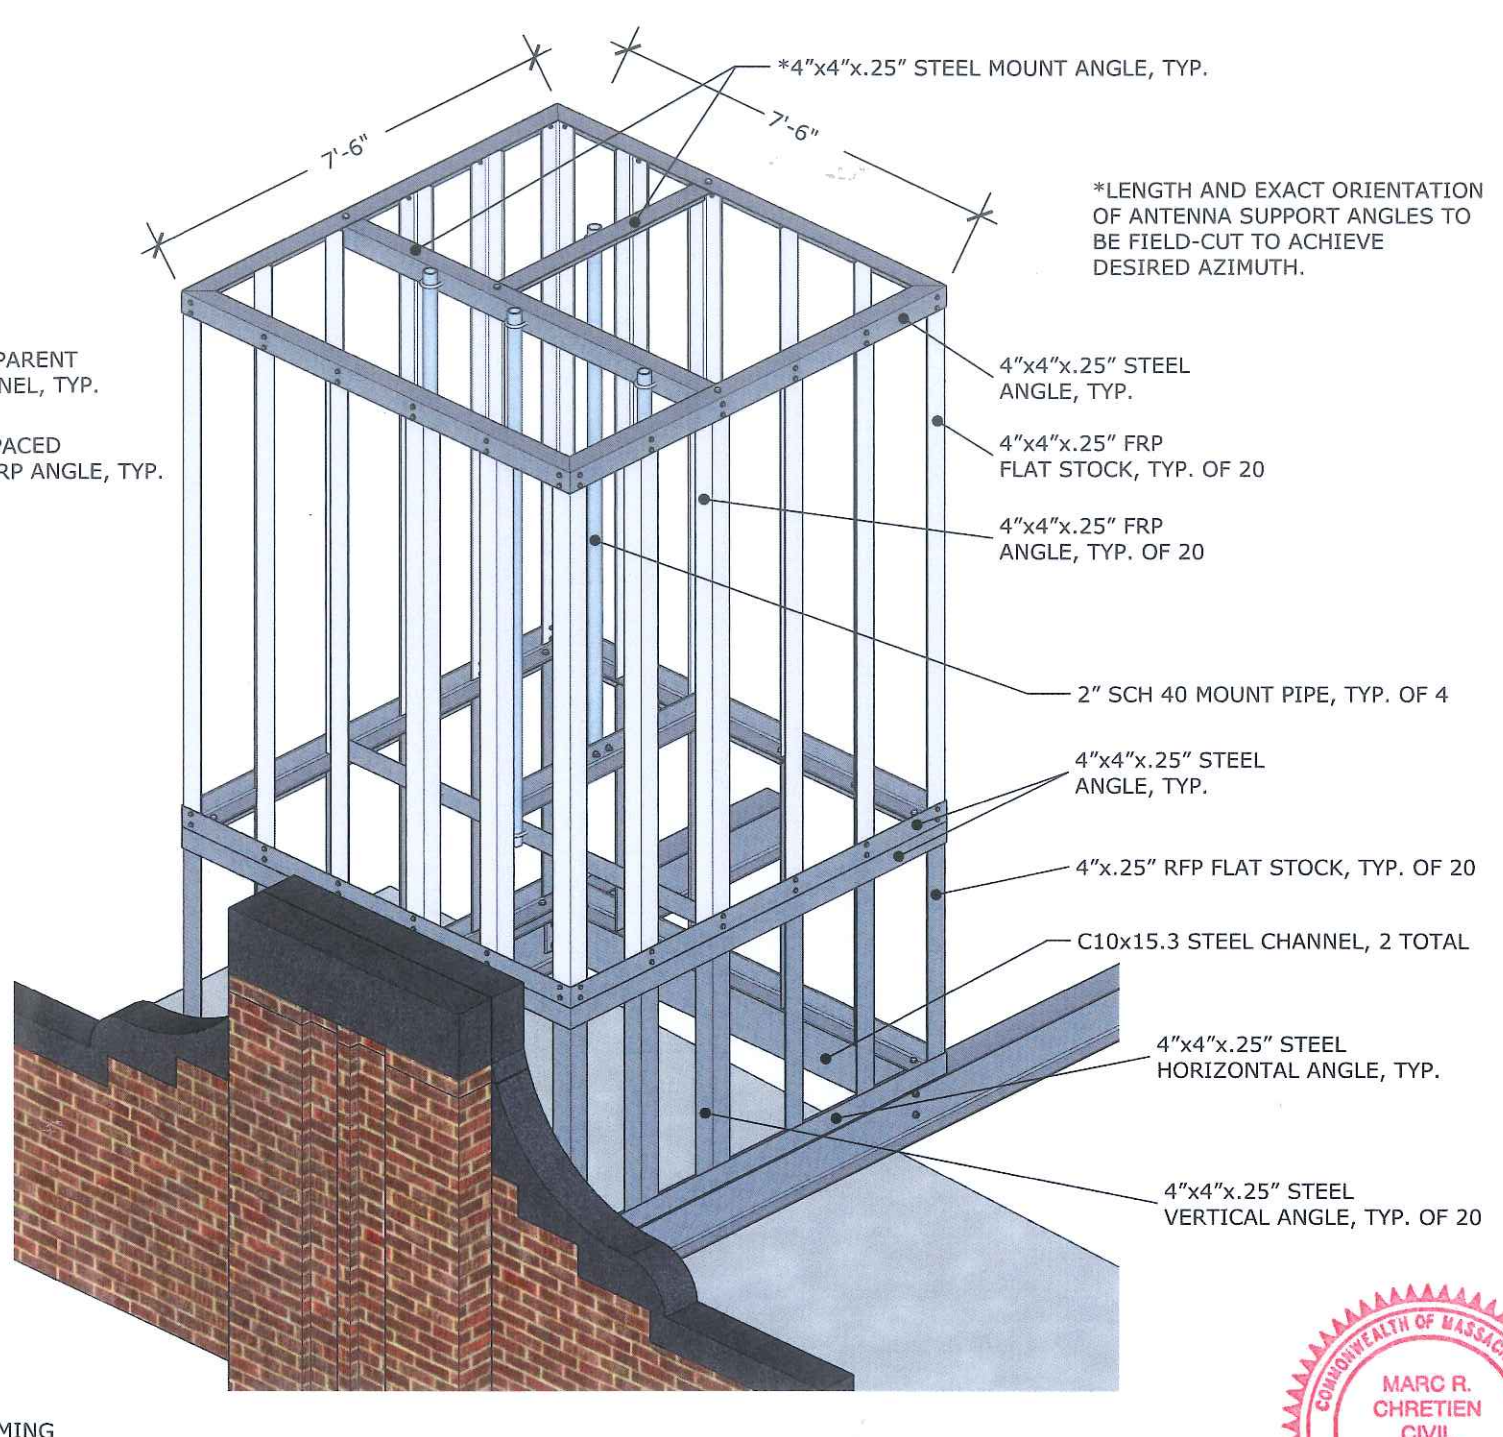 *4"x4"x.25" STEEL MOUNT ANGLE, TYP.
7'-6"
7'-6"
*LENGTH AND EXACT ORIENTATION
OF ANTENNA SUPPORT ANGLES TO
BE FIELD-CUT TO ACHIEVE
DESIRED AZIMUTH.
PARENT
NEL, TYP.
PACED
RP ANGLE, TYP.
4"x4"x.25" STEEL
ANGLE, TYP.
4"x4"x.25" FRP
FLAT STOCK, TYP. OF 20
4"x4"x.25" FRP
ANGLE, TYP. OF 20
2" SCH 40 MOUNT PIPE, TYP. OF 4
4"x4"x.25" STEEL
ANGLE, TYP.
4"x.25" RFP FLAT STOCK, TYP. OF 20
C10x15.3 STEEL CHANNEL, 2 TOTAL
4"x4"x.25" STEEL
HORIZONTAL ANGLE, TYP.
4"x4"x.25" STEEL
VERTICAL ANGLE, TYP. OF 20
COMMONWEALTH OF MASSAC
MARC R.
CHRETIEN
CIVIL
MING